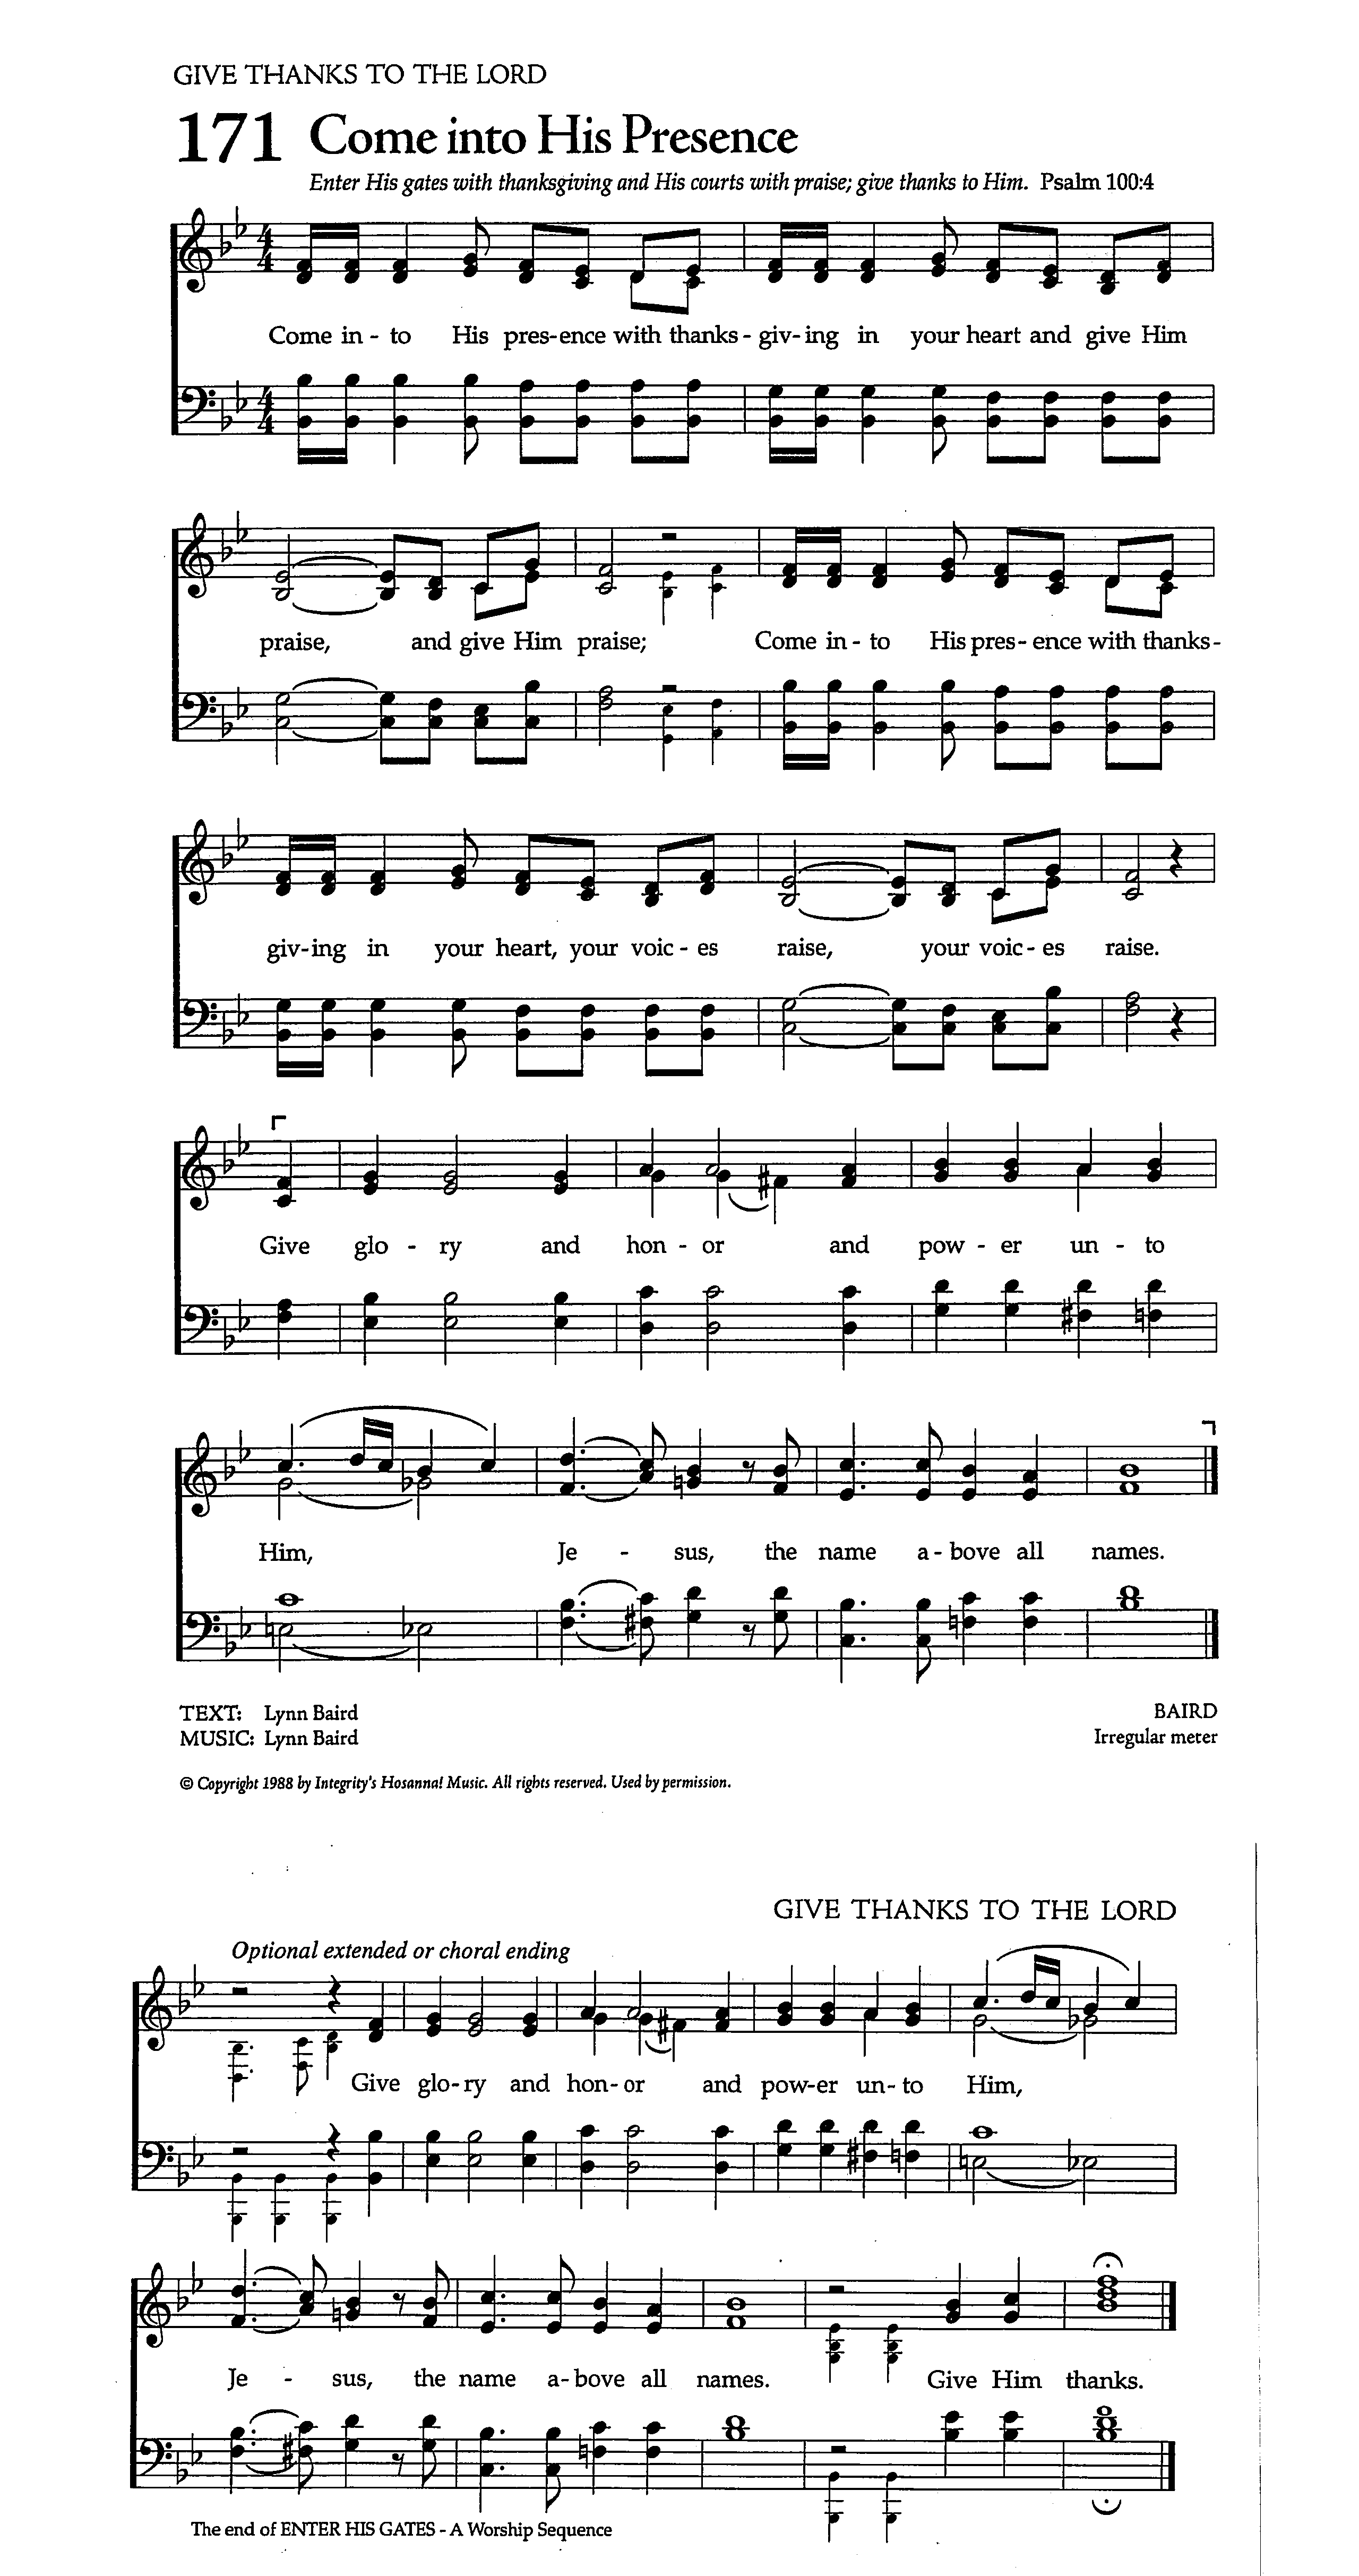 GIVE THANKS TO THE LORD
171 Come into His Presence
Enter His gates with thanksgiving and His courts with praise; give thanks to Him. Psalm 100:4
4 4
Come in - to His pres-ence with thanks - giv-ing in your heart and give Him
4 4
praise, and give Him praise; Come in - to His pres - ence with thanks -
giv-ing in your heart, your voic - es raise, your voic - es raise.
Give glo - ry and hon - or and pow - er un - to
Him, Je - sus, the name a - bove all names.
TEXT: Lynn Baird BAIRD
MUSIC: Lynn Baird Irregular meter
© Copyright 1988 by Integrity's Hosanna! Music. All rights reserved. Used by permission.
GIVE THANKS TO THE LORD
Optional extended or choral ending
Give glo-ry and hon-or and pow-er un-to Him,
Je - sus, the name a-bove all names. Give Him thanks.
The end of ENTER HIS GATES - A Worship Sequence